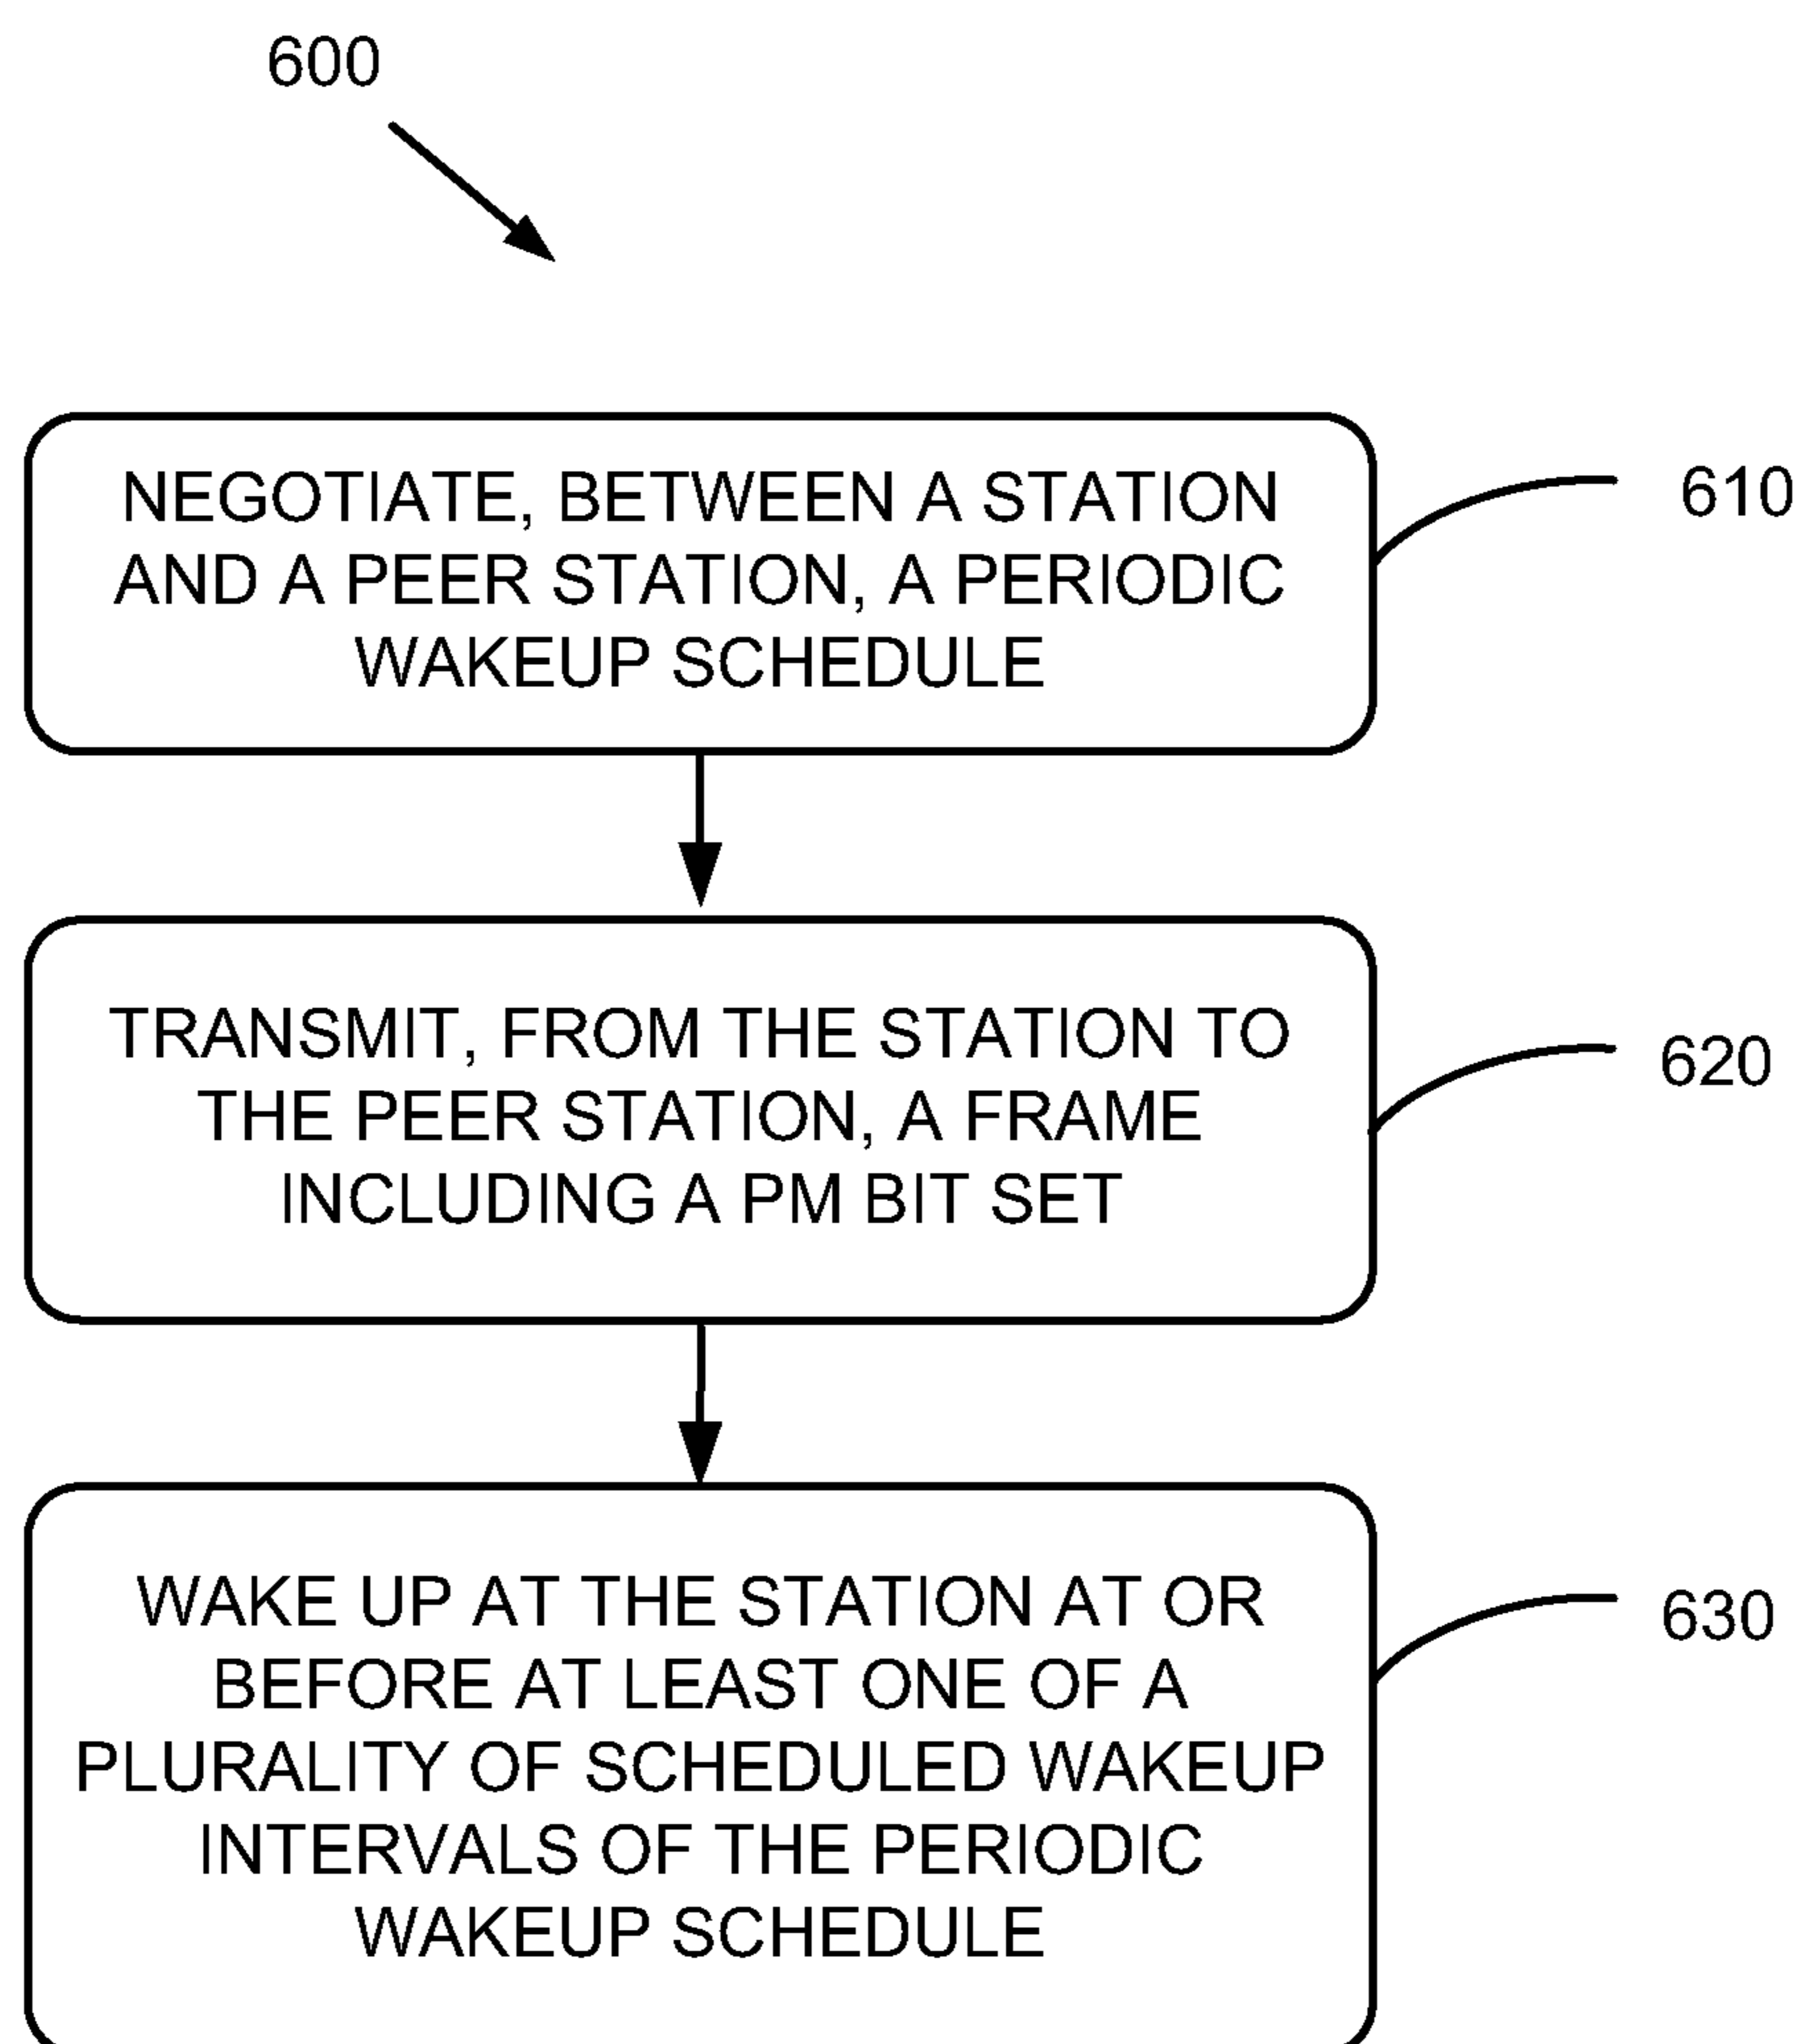 600
NEGOTIATE, BETWEEN A STATION
AND A PEER STATION, A PERIODIC
WAKEUP SCHEDULE
610
TRANSMIT, FROM THE STATION TO
THE PEER STATION, A FRAME
INCLUDING A PM BIT SET
620
WAKE UP AT THE STATION AT OR
BEFORE AT LEAST ONE OF A
PLURALITY OF SCHEDULED WAKEUP
INTERVALS OF THE PERIODIC
WAKEUP SCHEDULE
630